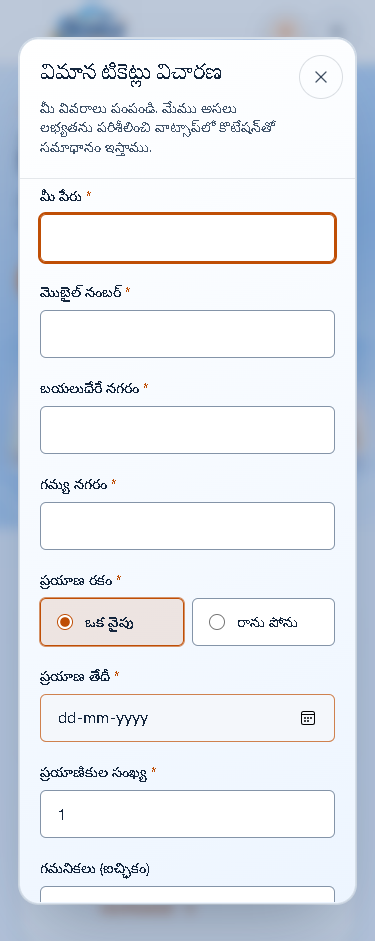 విమాన టికెట్లు విచారణ
మీ వివరాలు పంపండి. మేము అసలు
లభ్యతను పరిశీలించి వాట్సాప్‌లో కొటేషన్‌తో
సమాధానం ఇస్తాము.
మీ పేరు *
మొబైల్ నంబర్ *
బయలుదేరే నగరం *
గమ్య నగరం *
ప్రయాణ రకం *
ఒక వైపు
రాను పోను
ప్రయాణ తేదీ *
dd-mm-yyyy
ప్రయాణికుల సంఖ్య *
1
గమనికలు (ఐచ్ఛికం)